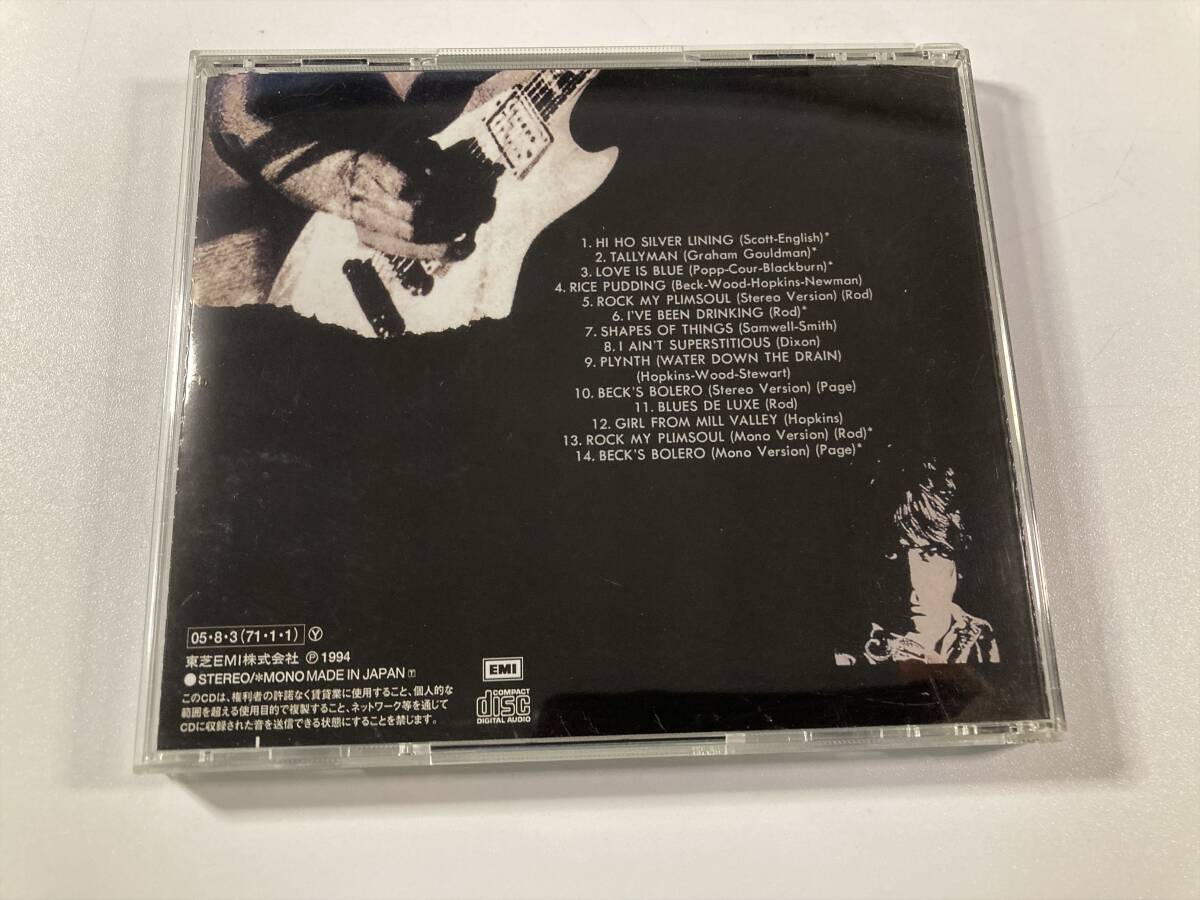 1. HI HO SILVER LINING (Scott-English)*
2. TALLYMAN (Graham Gouldman)*
3. LOVE IS BLUE (Popp-Cour-Blackburn)*
4. RICE PUDDING (Beck-Wood-Hopkins-Newman)
5. ROCK MY PLIMSOUL (Stereo Version) (Rod)
6. I'VE BEEN DRINKING (Rod)*
7. SHAPES OF THINGS (Samwell-Smith)
8. I AIN'T SUPERSTITIOUS (Dixon)
9. PLYNTH (WATER DOWN THE DRAIN)
(Hopkins-Wood-Stewart)
10. BECK'S BOLERO (Stereo Version) (Page)
11. BLUES DE LUXE (Rod)
12. GIRL FROM MILL VALLEY (Hopkins)
13. ROCK MY PLIMSOUL (Mono Version) (Rod)*
14. BECK'S BOLERO (Mono Version) (Page)*
05・8・3(71・1・1) Ⓨ
東芝EMI株式会社 ℗ 1994
●STEREO/*MONO MADE IN JAPAN Ⓣ
このCDは、権利者の許諾なく賃貸業に使用すること、個人的な
範囲を超える使用目的で複製すること、ネットワーク等を通じて
CDに収録された音を送信できる状態にすることを禁じます。
EMI
COMPACT
disc
DIGITAL AUDIO